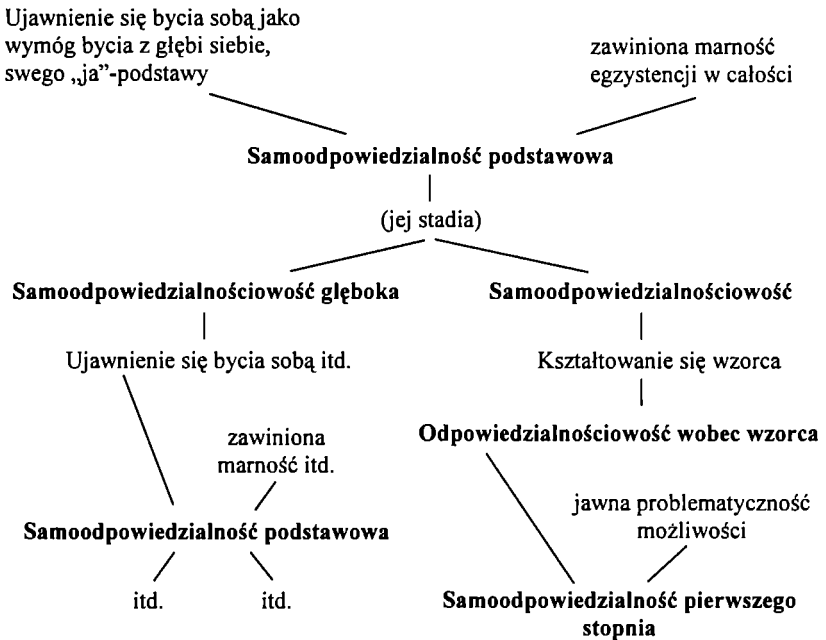 Ujawnienie się bycia sobą jako
wymóg bycia z głębi siebie,
swego „ja”-podstawy
zawiniona marność
egzystencji w całości
Samoodpowiedzialność podstawowa
(jej stadia)
Samoodpowiedzialnościowość głęboka
Samoodpowiedzialnościowość
Ujawnienie się bycia sobą itd.
Kształtowanie się wzorca
zawiniona
marność itd.
Odpowiedzialnościowość wobec wzorca
jawna problematyczność
możliwości
Samoodpowiedzialność podstawowa
itd.
itd.
Samoodpowiedzialność pierwszego
stopnia